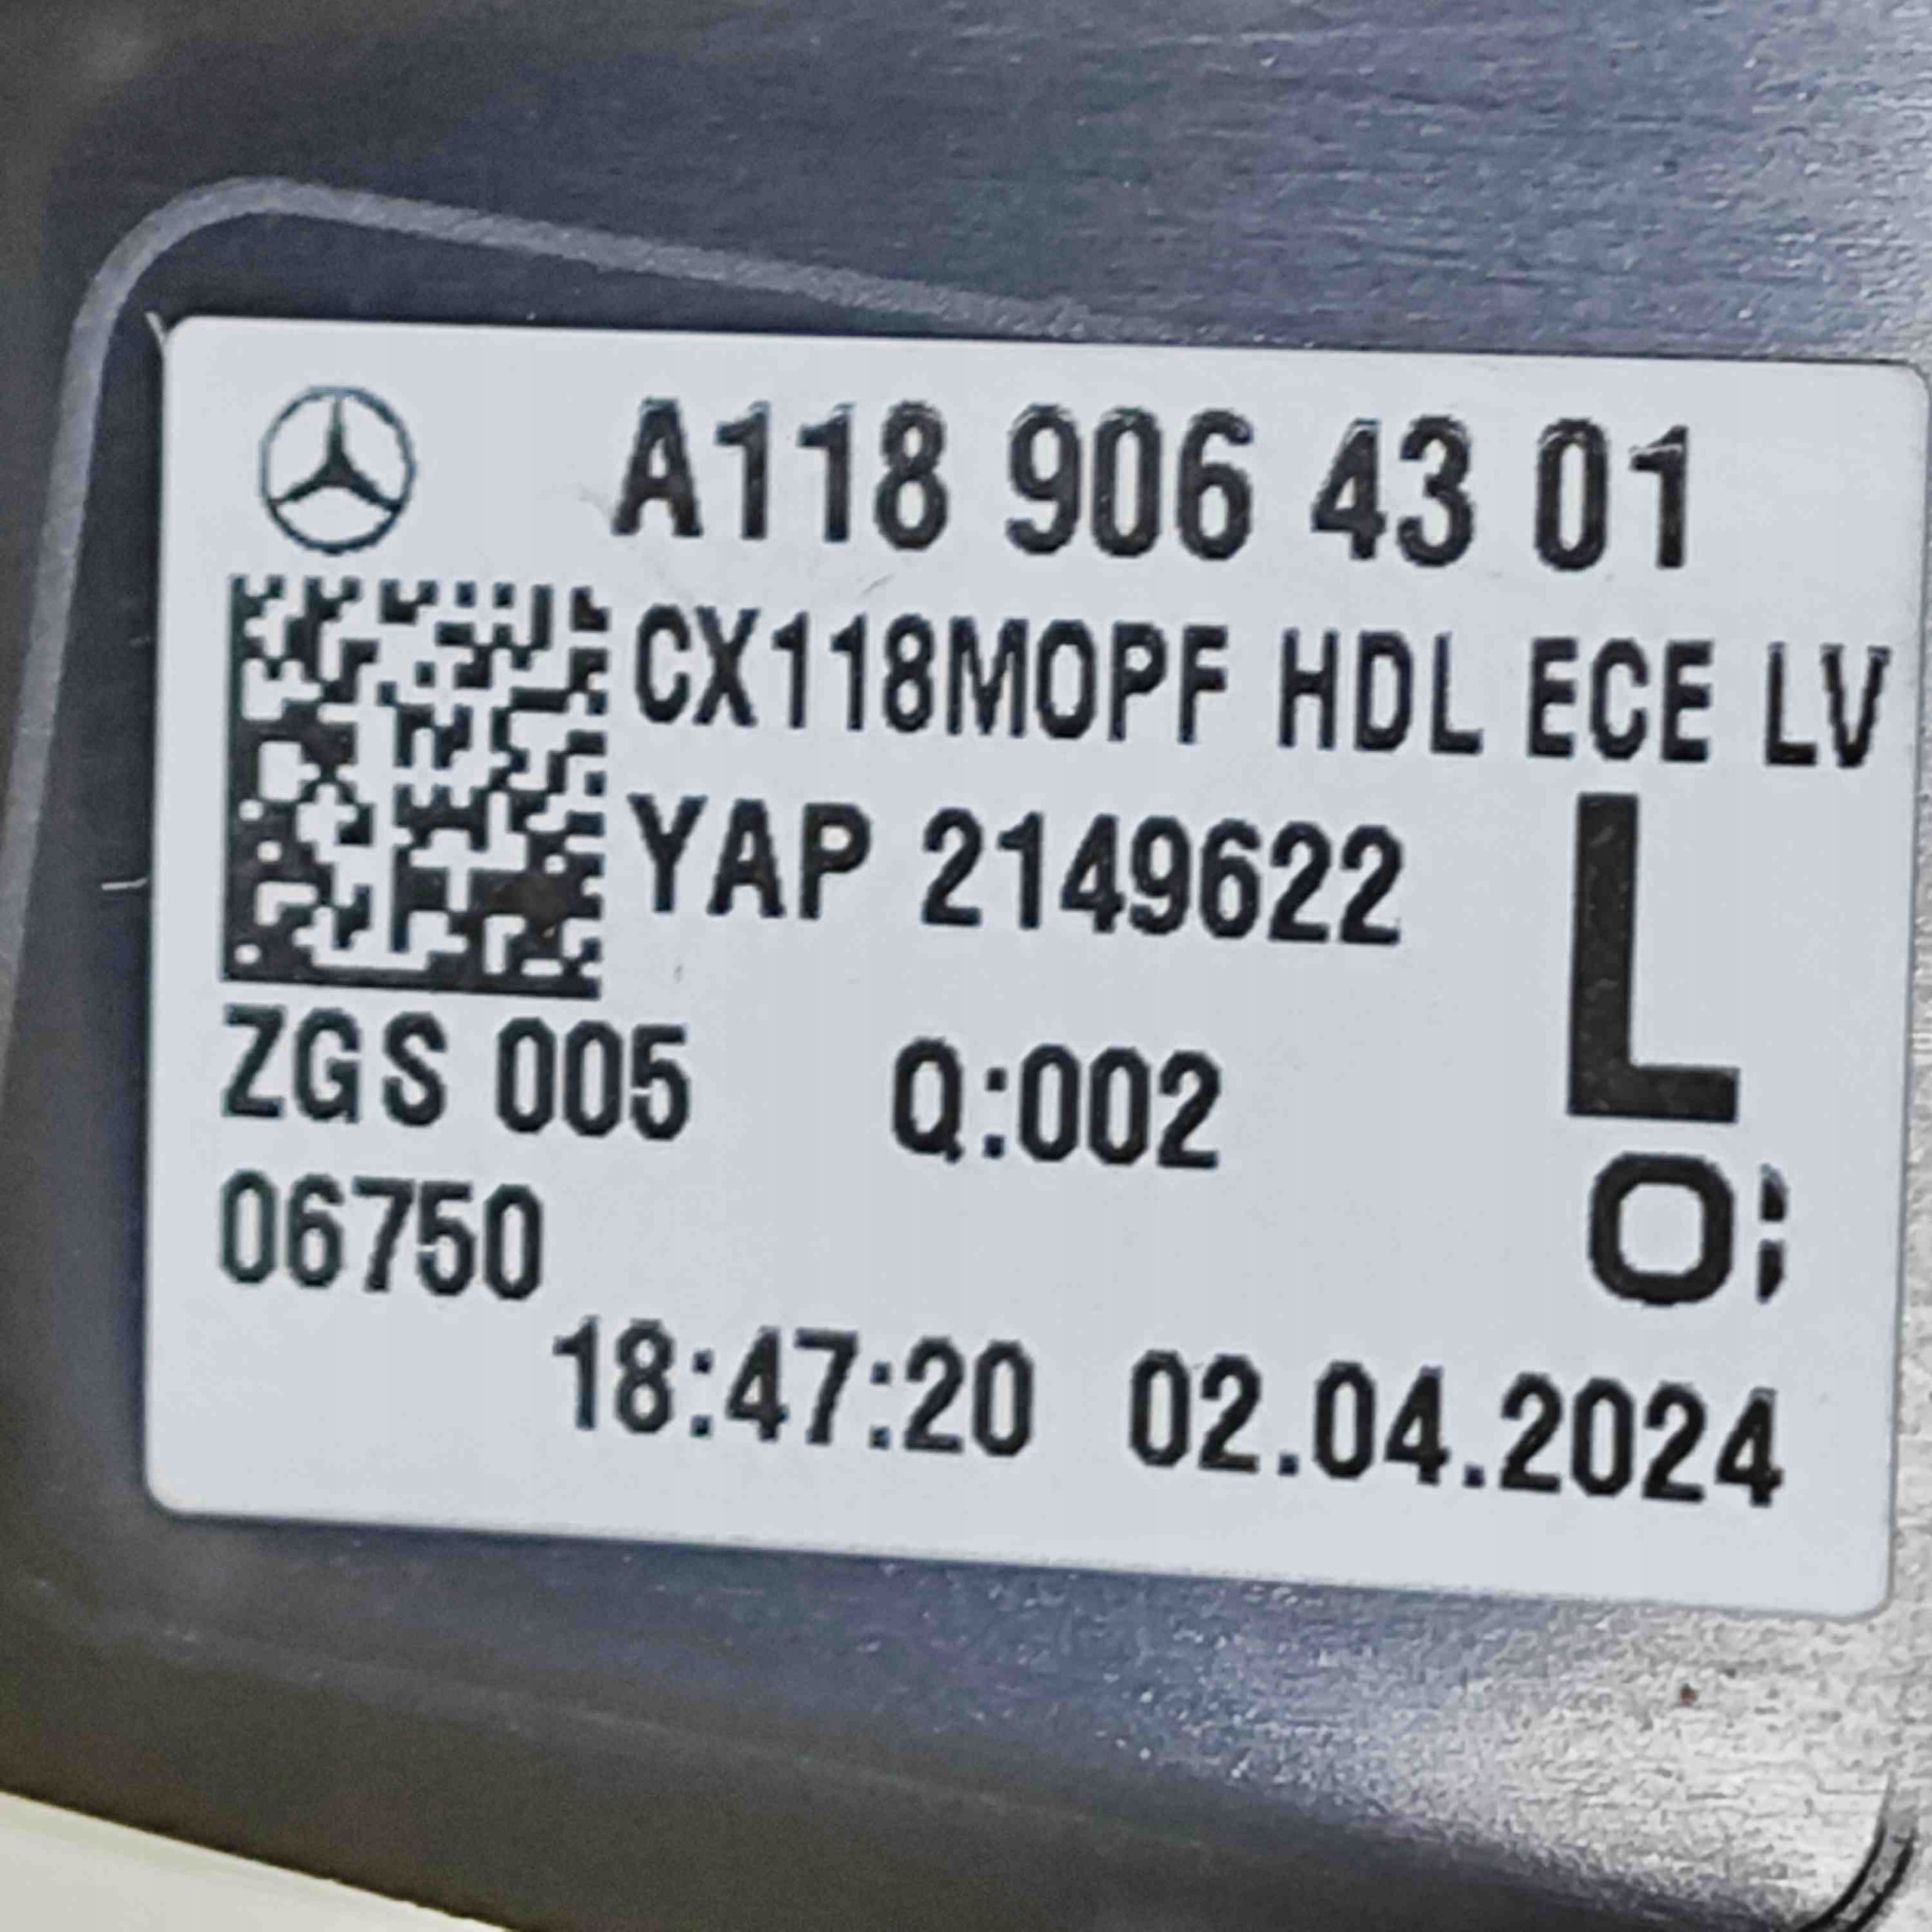 A118 906 43 01
CX118MOPF HDL ECE LV
YAP 2149622
L
ZGS 005 Q:002
06750
O
18:47:20 02.04.2024